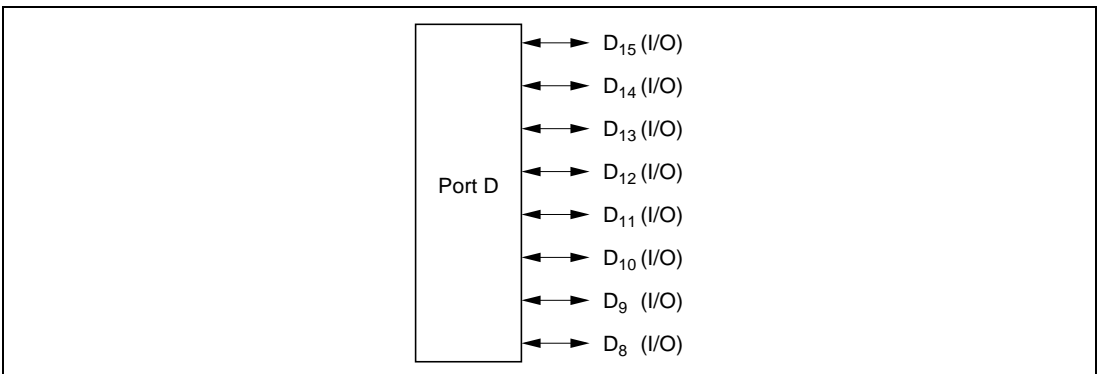 D15 (I/O)
D14 (I/O)
D13 (I/O)
D12 (I/O)
Port D
D11 (I/O)
D10 (I/O)
D9 (I/O)
D8 (I/O)